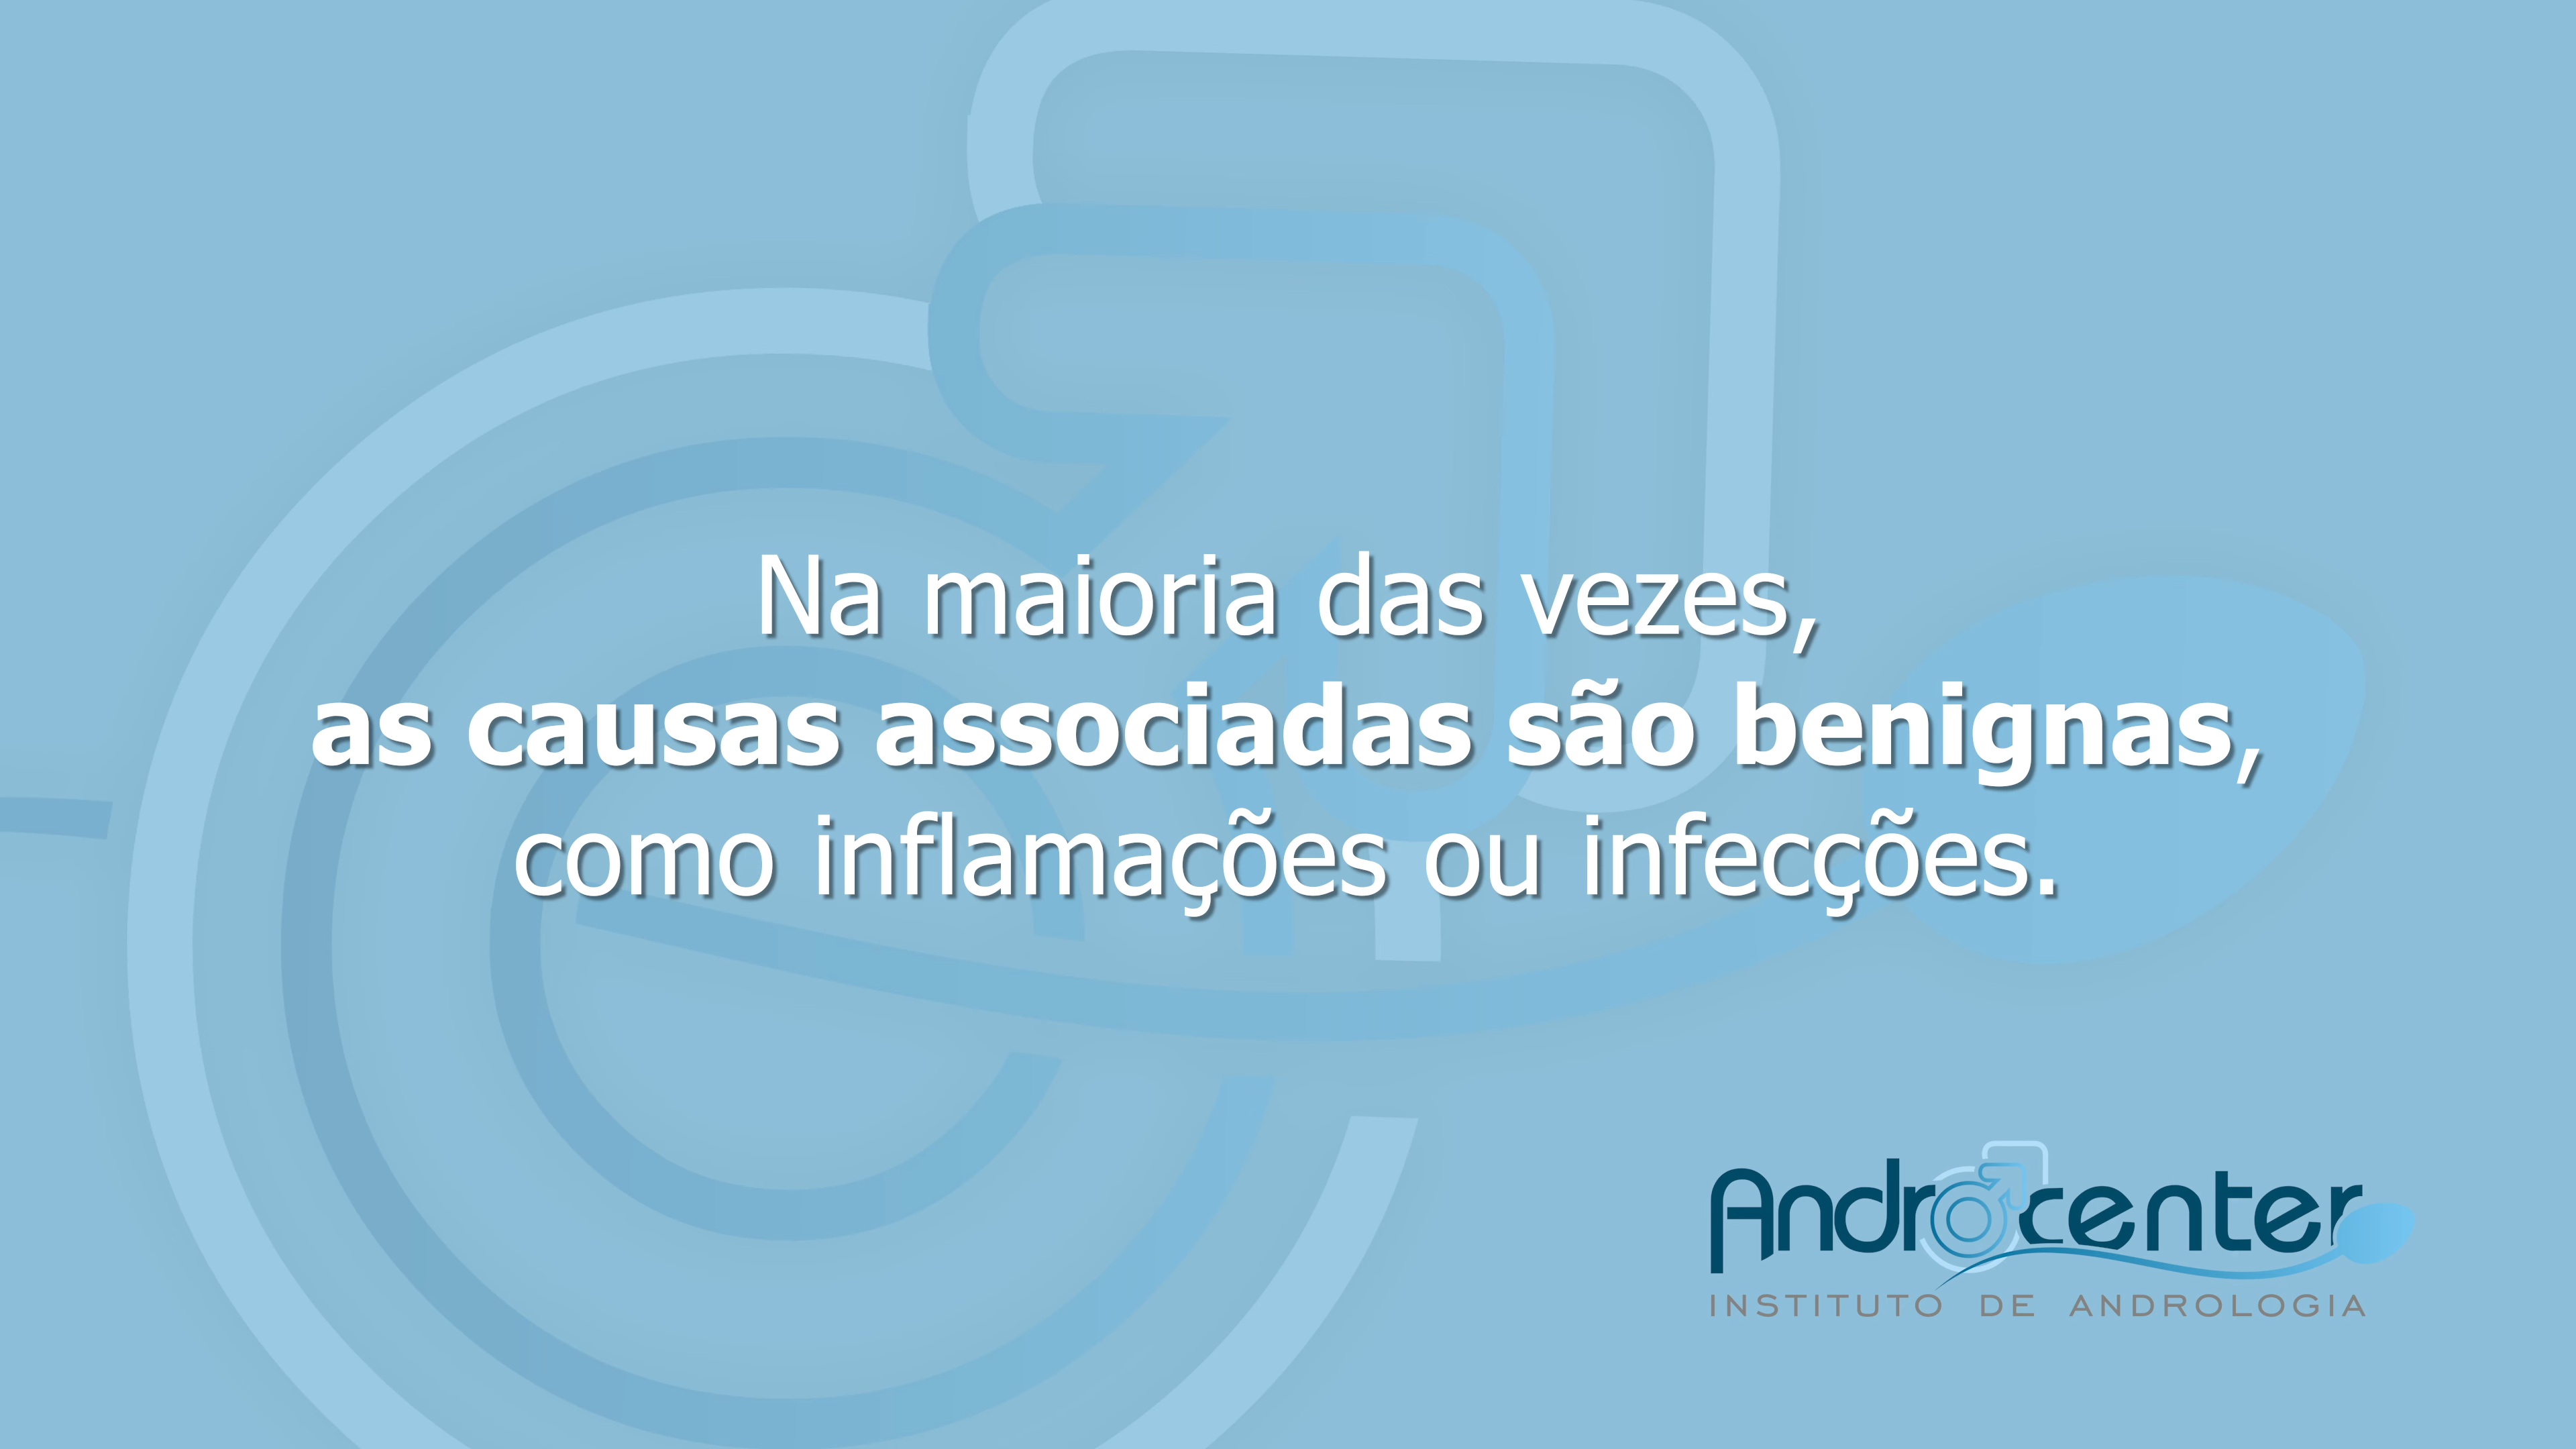 Na maioria das vezes,
as causas associadas são benignas,
como inflamações ou infecções.
Androcenter
INSTITUTO DE ANDROLOGIA